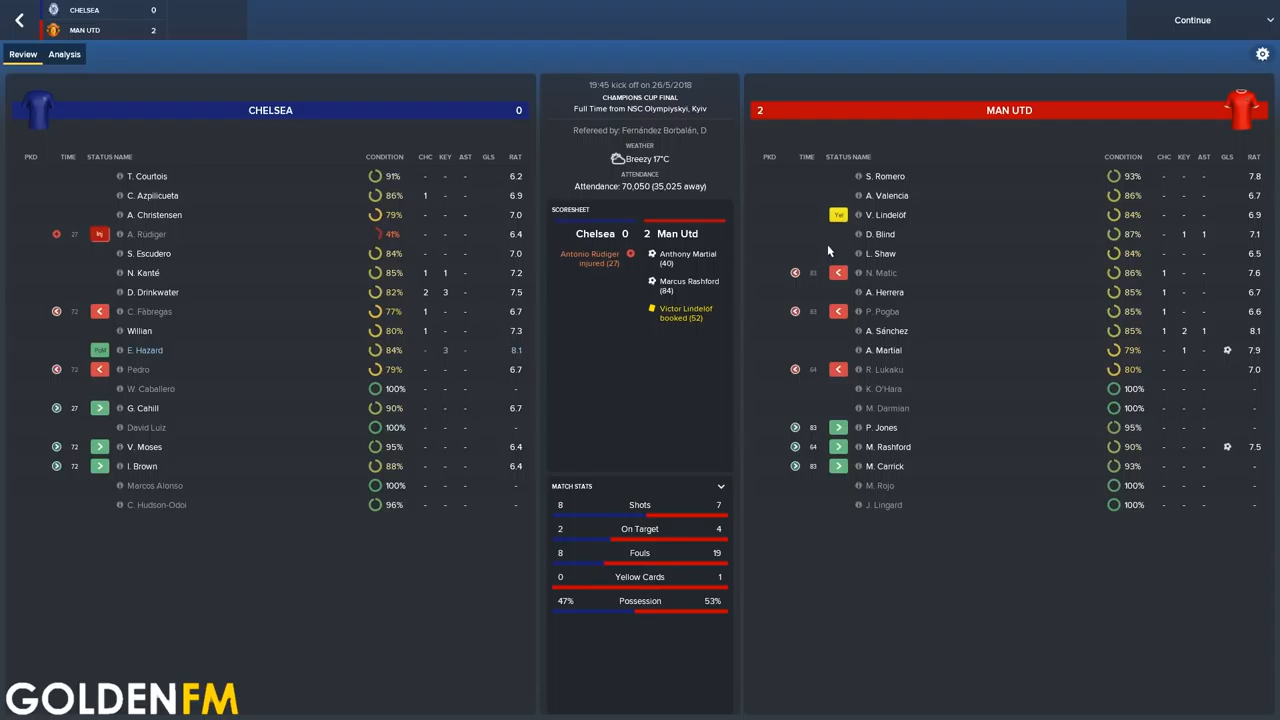 CHELSEA 0
MAN UTD 2
Continue
Review Analysis
CHELSEA 0
PKD TIME STATUS NAME CONDITION CHC KEY AST GLS RAT
T. Courtois 91% - - - - 6.2
C. Azpilicueta 86% 1 - - - 6.9
A. Christensen 79% - - - - 7.0
27 Inj A. Rüdiger 41% - - - - 6.4
S. Escudero 84% - - - - 7.0
N. Kanté 85% 1 1 - - 7.2
D. Drinkwater 82% 2 3 - - 7.5
72 C. Fàbregas 77% 1 - - - 6.7
Willian 80% 1 - - - 7.3
PoM E. Hazard 84% - 3 - - 8.1
72 Pedro 79% - - - - 6.7
W. Caballero 100% - - - - -
27 G. Cahill 90% - - - - 6.7
David Luiz 100% - - - - -
72 V. Moses 95% - - - - 6.4
72 I. Brown 88% - - - - 6.4
Marcos Alonso 100% - - - - -
C. Hudson-Odoi 96% - - - - -
19:45 kick off on 26/5/2018
CHAMPIONS CUP FINAL
Full Time from NSC Olympiyskyi, Kyiv
Refereed by: Fernández Borbalán, D
WEATHER
Breezy 17°C
ATTENDANCE
Attendance: 70,050 (35,025 away)
SCORESHEET
Chelsea 0 2 Man Utd
Antonio Rüdiger
injured (27)
Anthony Martial
(40)
Marcus Rashford
(84)
Victor Lindelöf
booked (52)
MATCH STATS
8 Shots 7
2 On Target 4
8 Fouls 19
0 Yellow Cards 1
47% Possession 53%
2 MAN UTD
PKD TIME STATUS NAME CONDITION CHC KEY AST GLS RAT
S. Romero 93% - - - - 7.8
A. Valencia 86% - - - - 6.7
Yel V. Lindelöf 84% - - - - 6.9
D. Blind 87% - 1 1 - 7.1
L. Shaw 84% - - - - 7.2
83 N. Matic 86% 1 - - - 7.6
A. Herrera 85% 1 - - - 6.7
83 P. Pogba 85% 1 - - - 6.6
A. Sánchez 85% 1 2 1 - 8.1
A. Martial 79% - 1 - 7.9
64 R. Lukaku 80% - - - - 7.0
K. O'Hara 100% - - - - -
M. Darmian 100% - - - - -
83 P. Jones 95% - - - - -
64 M. Rashford 90% - - - 7.5
83 M. Carrick 93% - - - - -
M. Rojo 100% - - - - -
J. Lingard 100% - - - - -
GOLDENFM